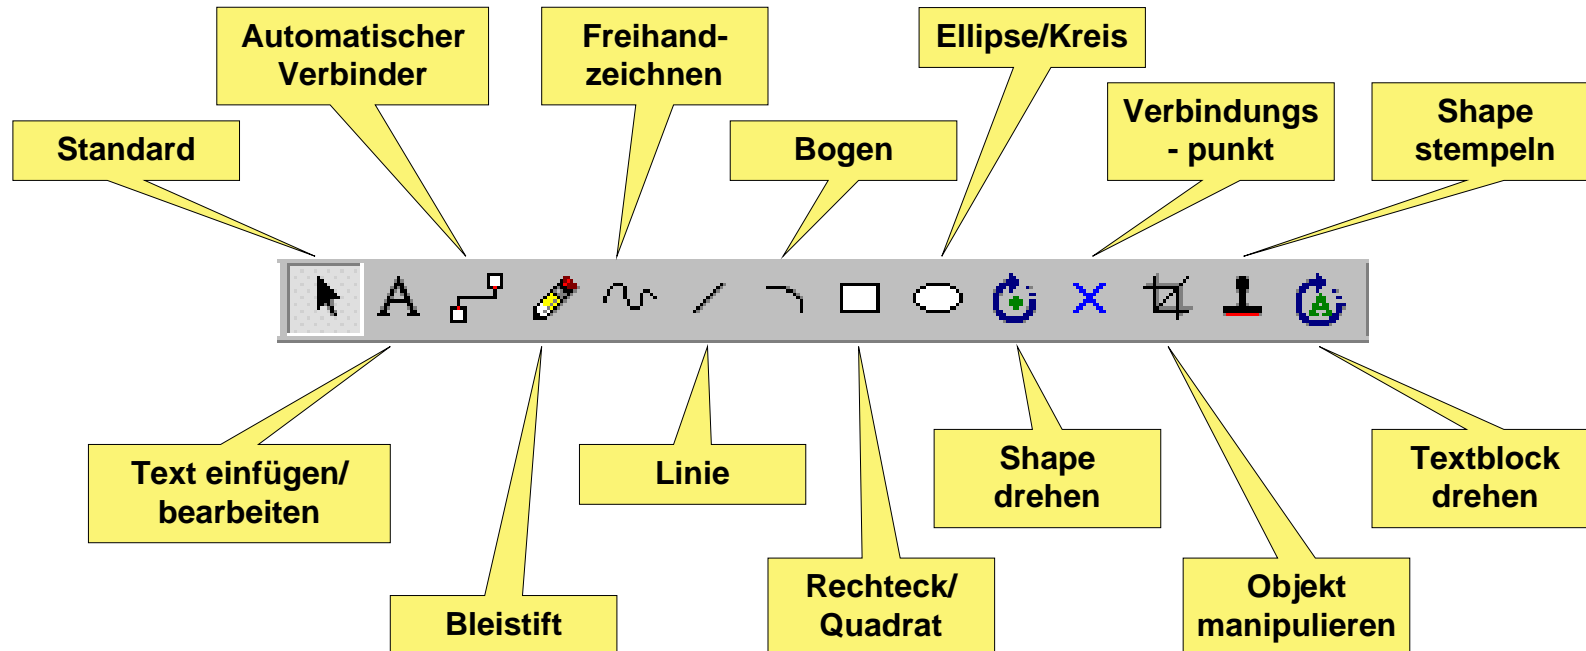 Automatischer
Verbinder
Freihand-
zeichnen
Ellipse/Kreis
Standard
Bogen
Verbindungs
- punkt
Shape
stempeln
A
A
Text einfügen/
bearbeiten
Linie
Shape
drehen
Textblock
drehen
Bleistift
Rechteck/
Quadrat
Objekt
manipulieren